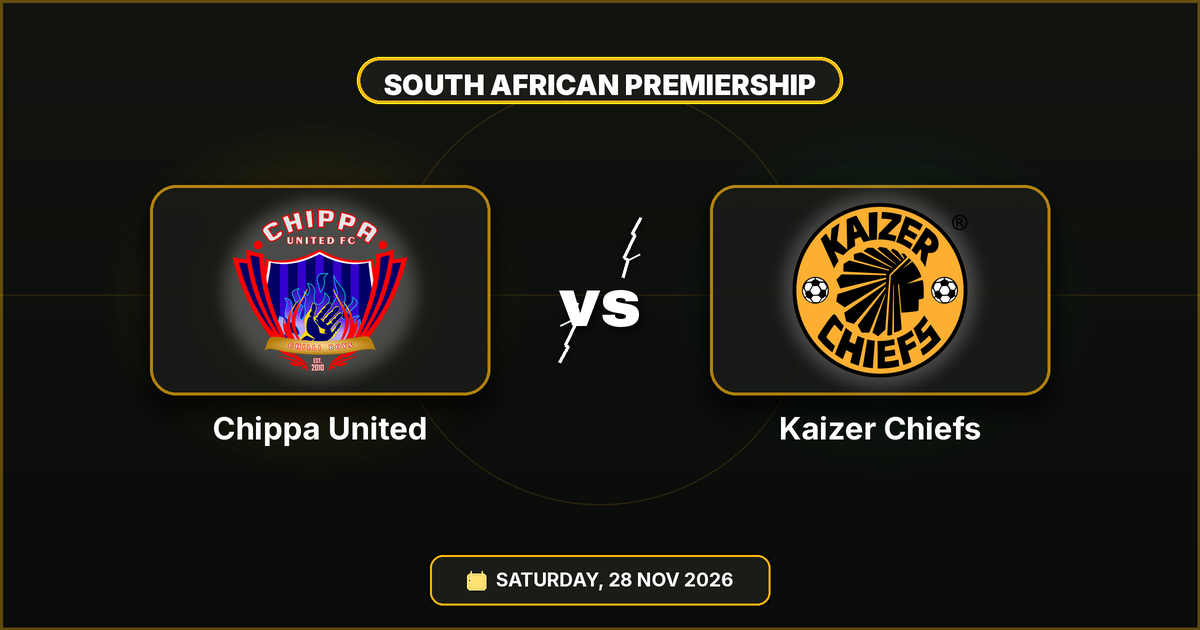 SOUTH AFRICAN PREMIERSHIP
CHIPPA
UNITED FC
EST.
2010
KAIZER
CHIEFS
®
vs
Chippa United
Kaizer Chiefs
SATURDAY, 28 NOV 2026